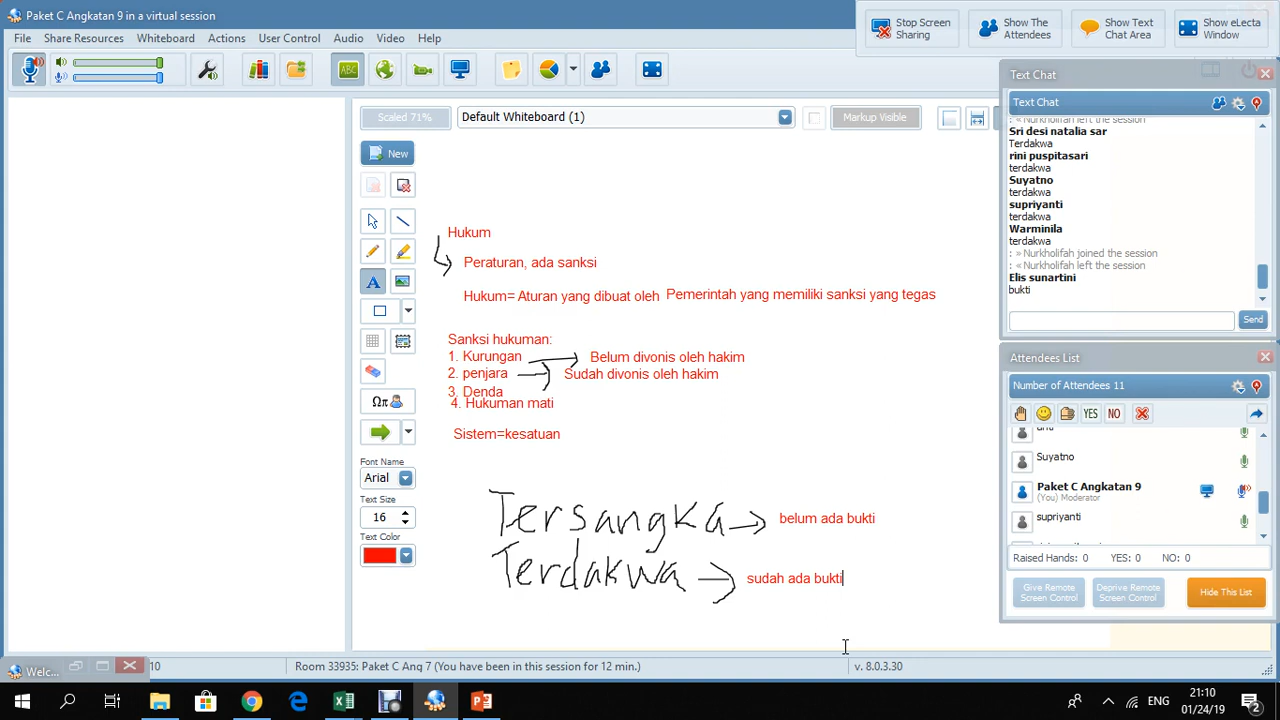 Paket C Angkatan 9 in a virtual session
File Share Resources Whiteboard Actions User Control Audio Video Help
Stop Screen Sharing
Show The Attendees
Show Text Chat Area
Show eLecta Window
ABC
Scaled 71%
Default Whiteboard (1)
Markup Visible
New
Hukum
Peraturan, ada sanksi
Hukum= Aturan yang dibuat oleh Pemerintah yang memiliki sanksi yang tegas
Sanksi hukuman:
1. Kurungan Belum divonis oleh hakim
2. penjara Sudah divonis oleh hakim
3. Denda
4. Hukuman mati
Sistem=kesatuan
Tersangka belum ada bukti
Terdakwa sudah ada bukti
A
Ωπ
Font Name
Arial
Text Size
16
Text Color
Text Chat
Text Chat
: « Nurkholifah left the session
Sri desi natalia sar
Terdakwa
rini puspitasari
terdakwa
Suyatno
terdakwa
supriyanti
terdakwa
Warminila
terdakwa
: » Nurkholifah joined the session
: « Nurkholifah left the session
Elis sunartini
bukti
Send
Attendees List
Number of Attendees 11
YES NO
Suyatno
Paket C Angkatan 9
(You) Moderator
supriyanti
Raised Hands: 0 YES: 0 NO: 0
Give Remote Screen Control
Deprive Remote Screen Control
Hide This List
Welc...
10
Room 33935: Paket C Ang 7 (You have been in this session for 12 min.)
v. 8.0.3.30
ENG
21:10
01/24/19
2